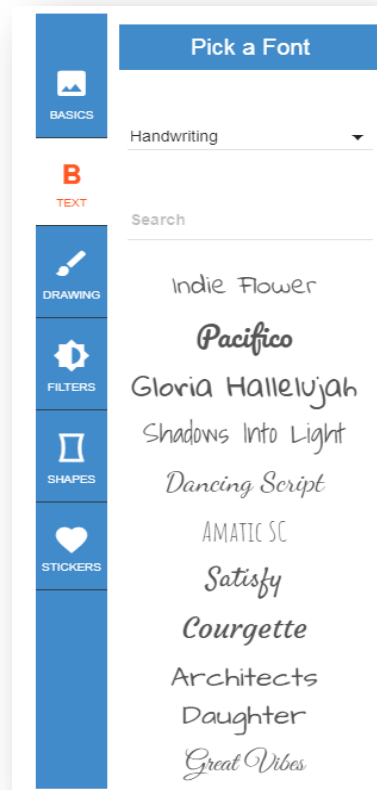 Pick a Font
BASICS
Handwriting
B
TEXT
Search
DRAWING
Indie Flower
Pacifico
FILTERS
Gloria Hallelujah
Shadows Into Light
SHAPES
Dancing Script
Amatic SC
STICKERS
Satisfy
Courgette
Architects
Daughter
Great Vibes